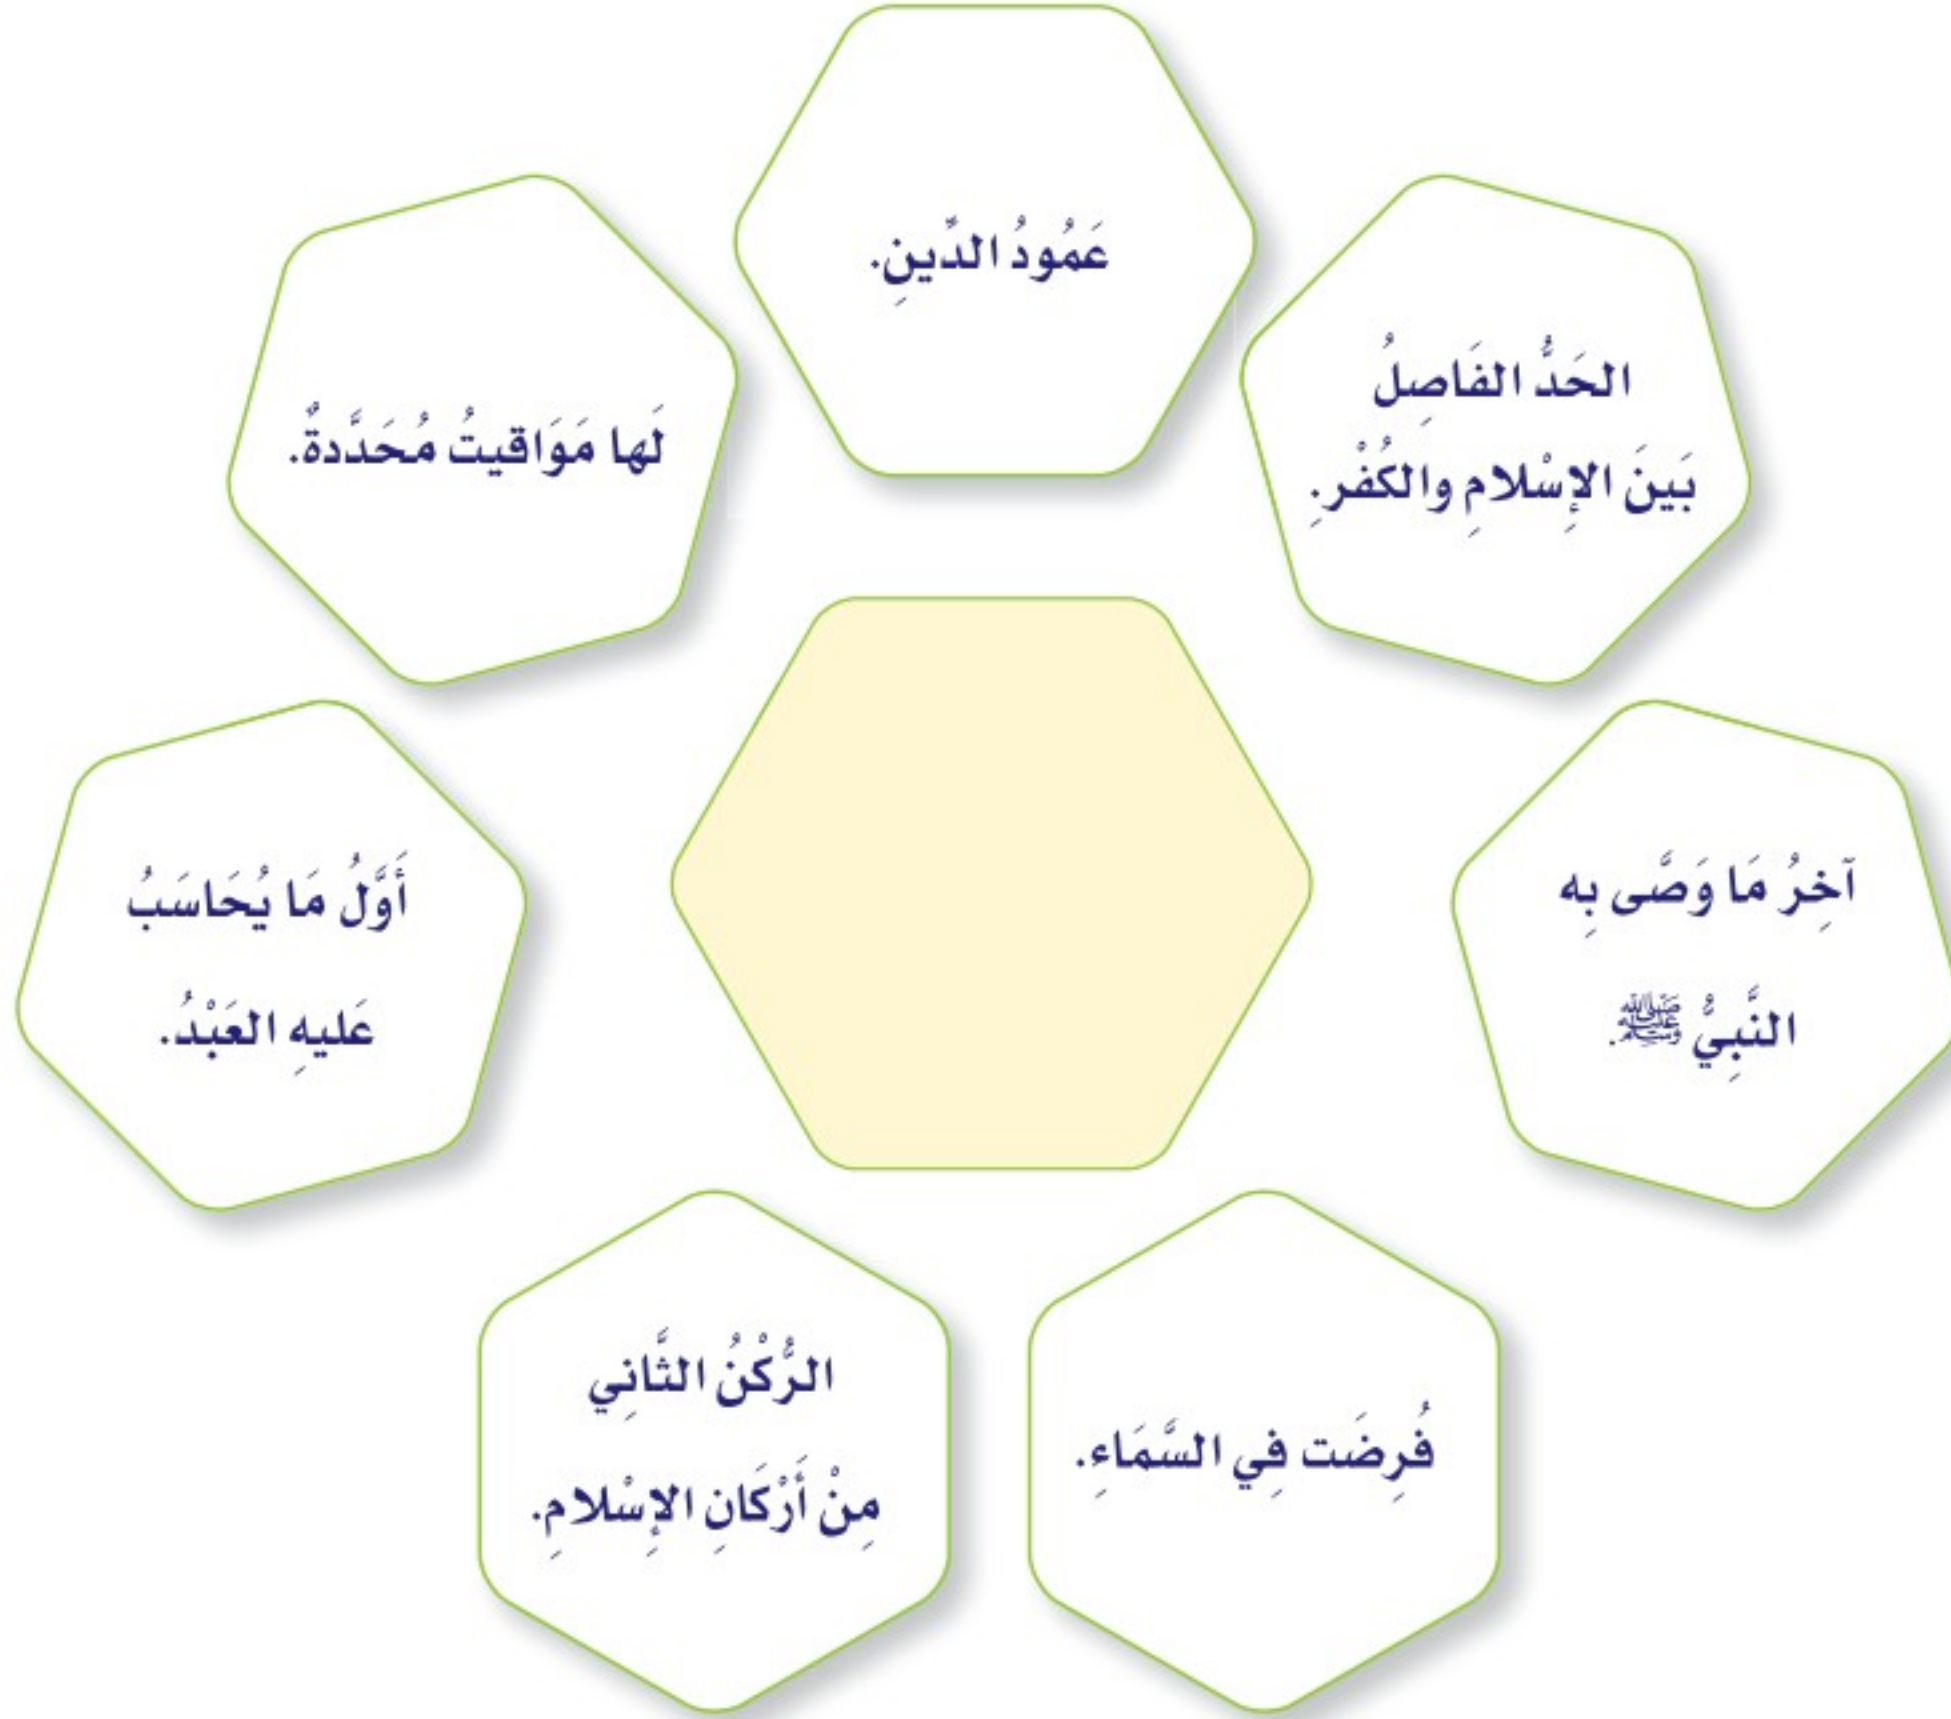 عَمُودُ الدِّينِ.
الحَدُّ الفَاصِلُ
بَينَ الإِسْلامِ والكُفْرِ.
آخِرُ مَا وَصَّى بِه
النَّبِيُّ ﷺ.
فُرِضَت فِي السَّمَاءِ.
الرُّكْنُ الثَّانِي
مِنْ أَرْكَانِ الإِسْلامِ.
أَوَّلُ مَا يُحَاسَبُ
عَليهِ العَبْدُ.
لَها مَوَاقيتُ مُحَدَّدةٌ.